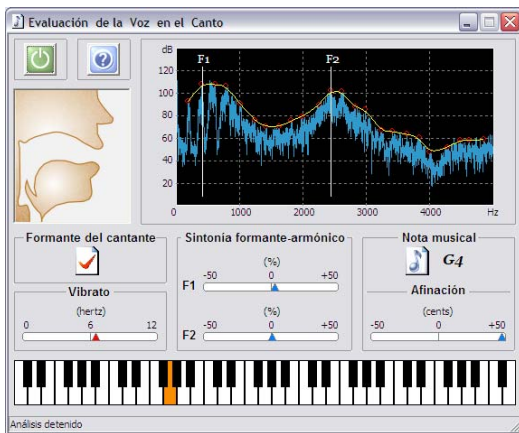 Evaluación de la Voz en el Canto
dB
F1 F2
120
100
80
60
40
20
0 1000 2000 3000 4000 Hz
Formante del cantante
Sintonía formante-armónico
Nota musical
G4
(%)
-50 0 +50
F1
Vibrato
(hertz)
0 6 12
(%)
-50 0 +50
F2
Afinación
(cents)
-50 0 +50
Análisis detenido